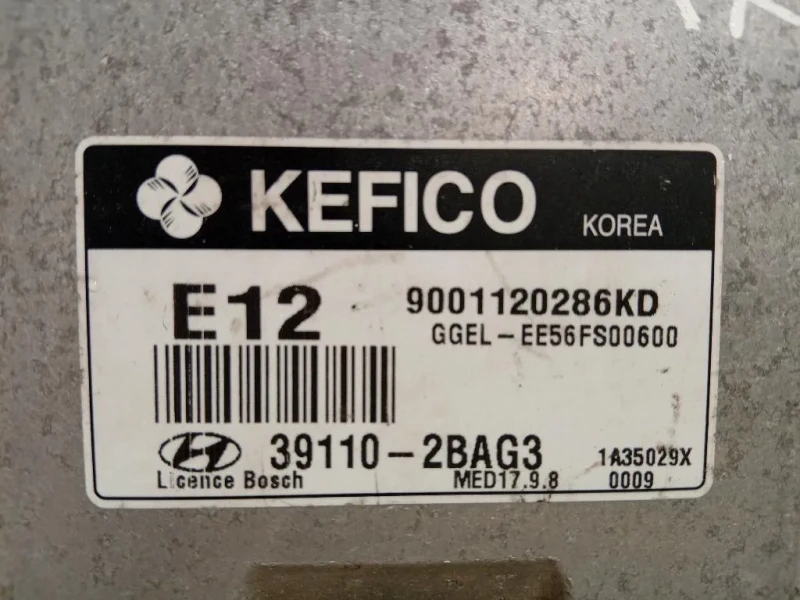 KEFICO KOREA
E12 9001120286KD
GGEL-EE56FS00600
39110-2BAG3 1A35029X
Licence Bosch MED17.9.8 0009